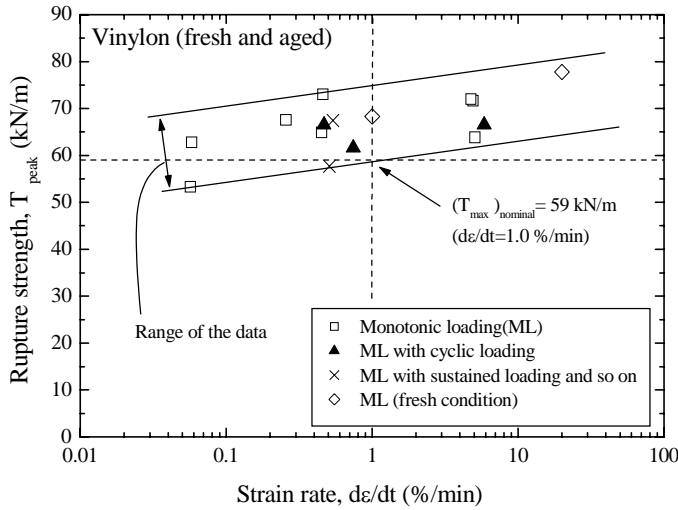 Vinylon (fresh and aged)
Rupture strength, T peak (kN/m)
90
80
70
60
50
40
30
20
10
0
(T max )nominal= 59 kN/m
(dε/dt=1.0 %/min)
Range of the data
Monotonic loading(ML)
ML with cyclic loading
ML with sustained loading and so on
ML (fresh condition)
0.01 0.1 1 10 100
Strain rate, dε/dt (%/min)